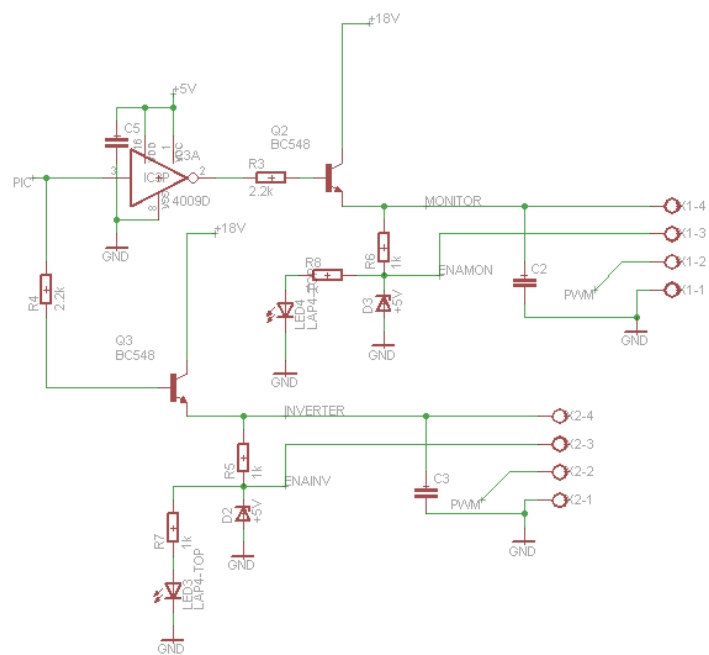 +18V
+5V
C5
16
VDD
1
VCC
Q2
BC548
R3
2.2k
PIC
3
IC3P
2
4009D
8
VSS
GND
+18V
MONITOR
X1-4
X1-3
X1-2
X1-1
R6
1k
R8
ENAMON
C2
PWM
LED4
D3
+5V
GND
GND
GND
R4
2.2k
Q3
BC548
INVERTER
X2-4
X2-3
X2-2
X2-1
R5
1k
ENAINV
C3
PWM
R7
1k
D2
+5V
GND
GND
LED3
LAP4-TOP
GND